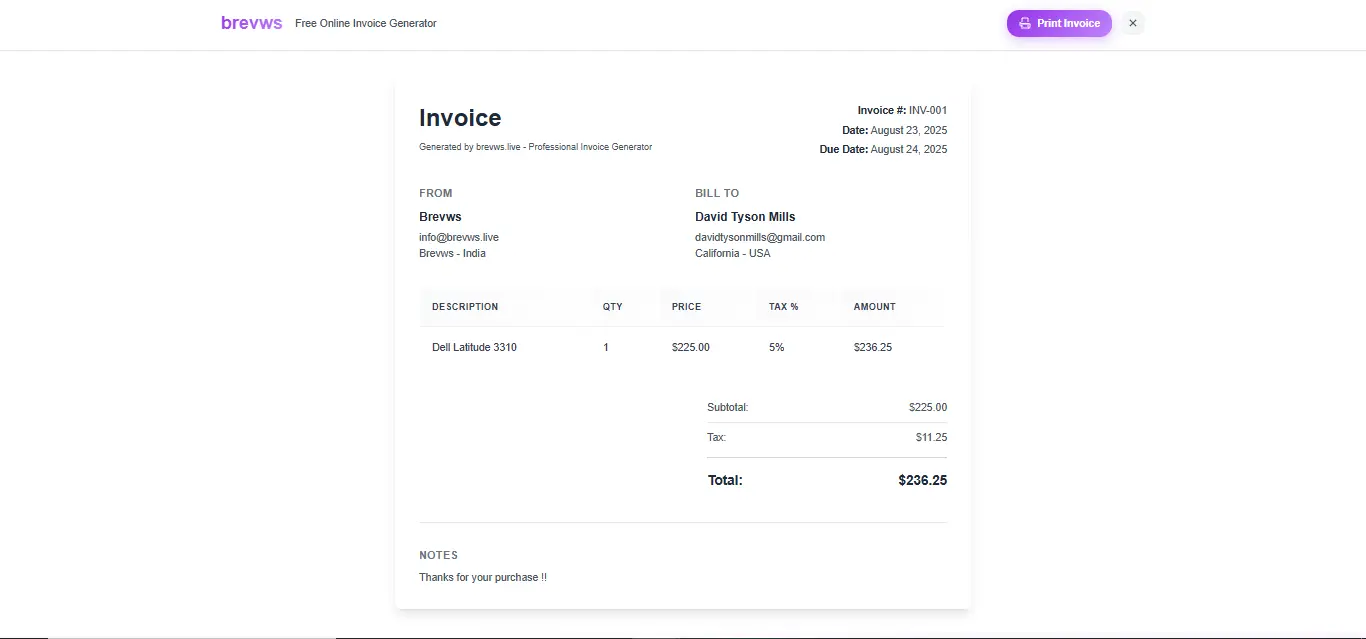 brevws Free Online Invoice Generator Print Invoice ×
Invoice
Invoice #: INV-001
Generated by brevws.live - Professional Invoice Generator
Date: August 23, 2025
Due Date: August 24, 2025
FROM
Brevws
info@brevws.live
Brevws - India
BILL TO
David Tyson Mills
davidtysonmills@gmail.com
California - USA
DESCRIPTION QTY PRICE TAX % AMOUNT
Dell Latitude 3310 1 $225.00 5% $236.25
Subtotal: $225.00
Tax: $11.25
Total: $236.25
NOTES
Thanks for your purchase !!